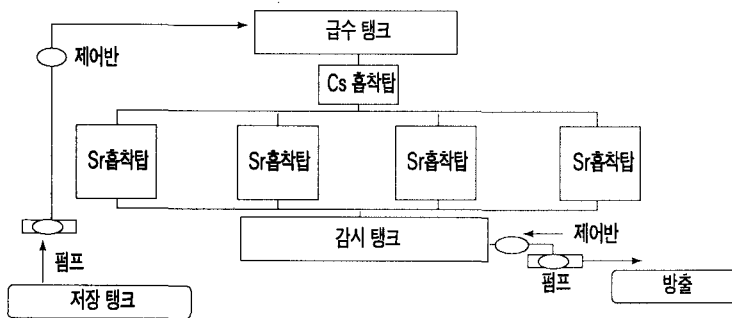 급수 탱크
제어반
Cs 흡착탑
Sr흡착탑 Sr흡착탑 Sr흡착탑 Sr흡착탑
감시 탱크
제어반
펌프
펌프
저장 탱크
방출